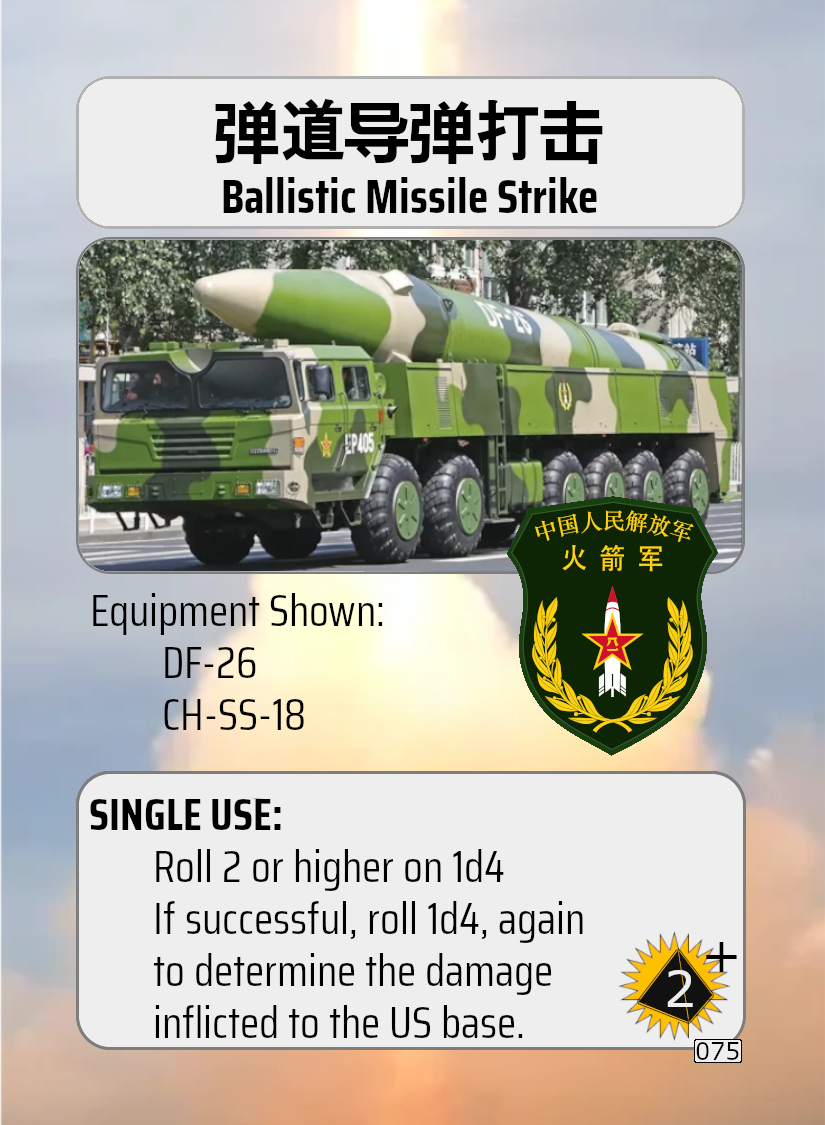 弹道导弹打击
Ballistic Missile Strike
DF-26
EP405
中国人民解放军
火箭军
八一
Equipment Shown:
DF-26
CH-SS-18
SINGLE USE:
Roll 2 or higher on 1d4
If successful, roll 1d4, again
to determine the damage
inflicted to the US base.
2+
075